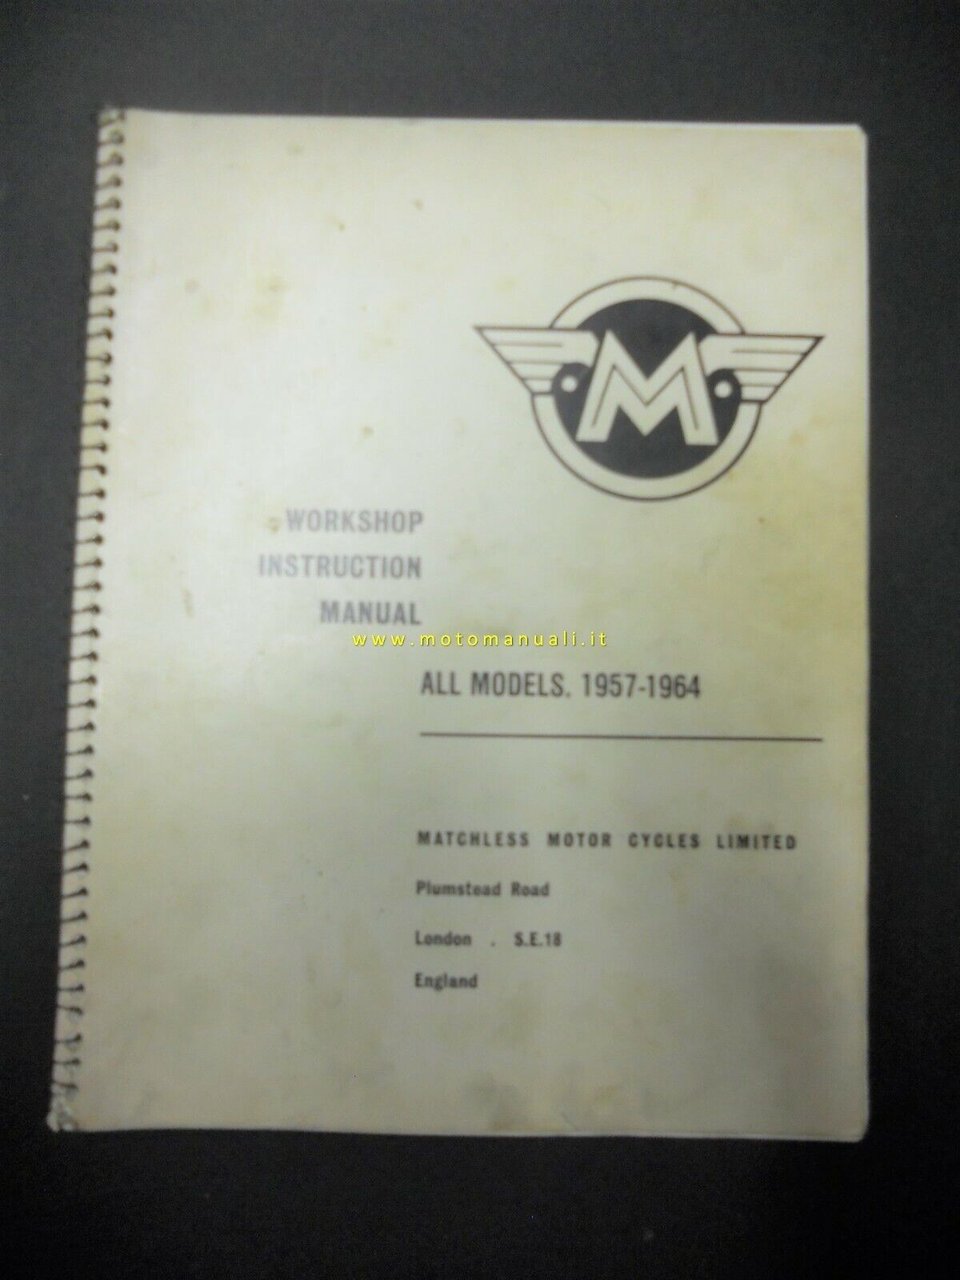 M
WORKSHOP
INSTRUCTION
MANUAL
www.motomanuali.it
ALL MODELS. 1957-1964
MATCHLESS MOTOR CYCLES LIMITED
Plumstead Road
London . S.E.18
England